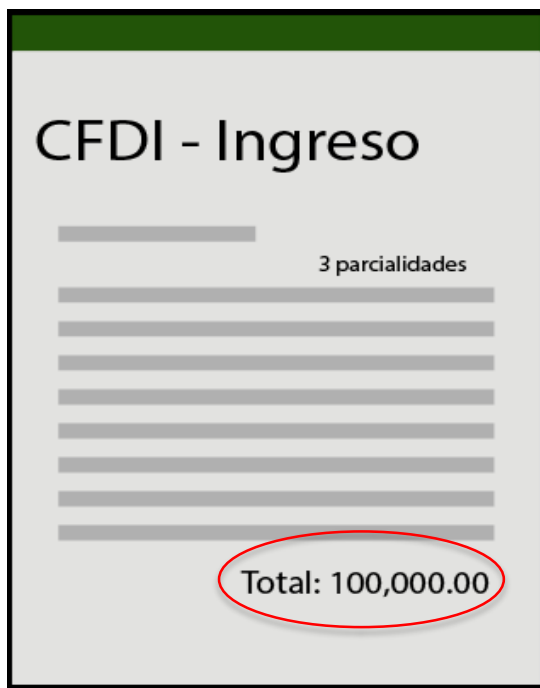 CFDI - Ingreso
3 parcialidades
Total: 100,000.00